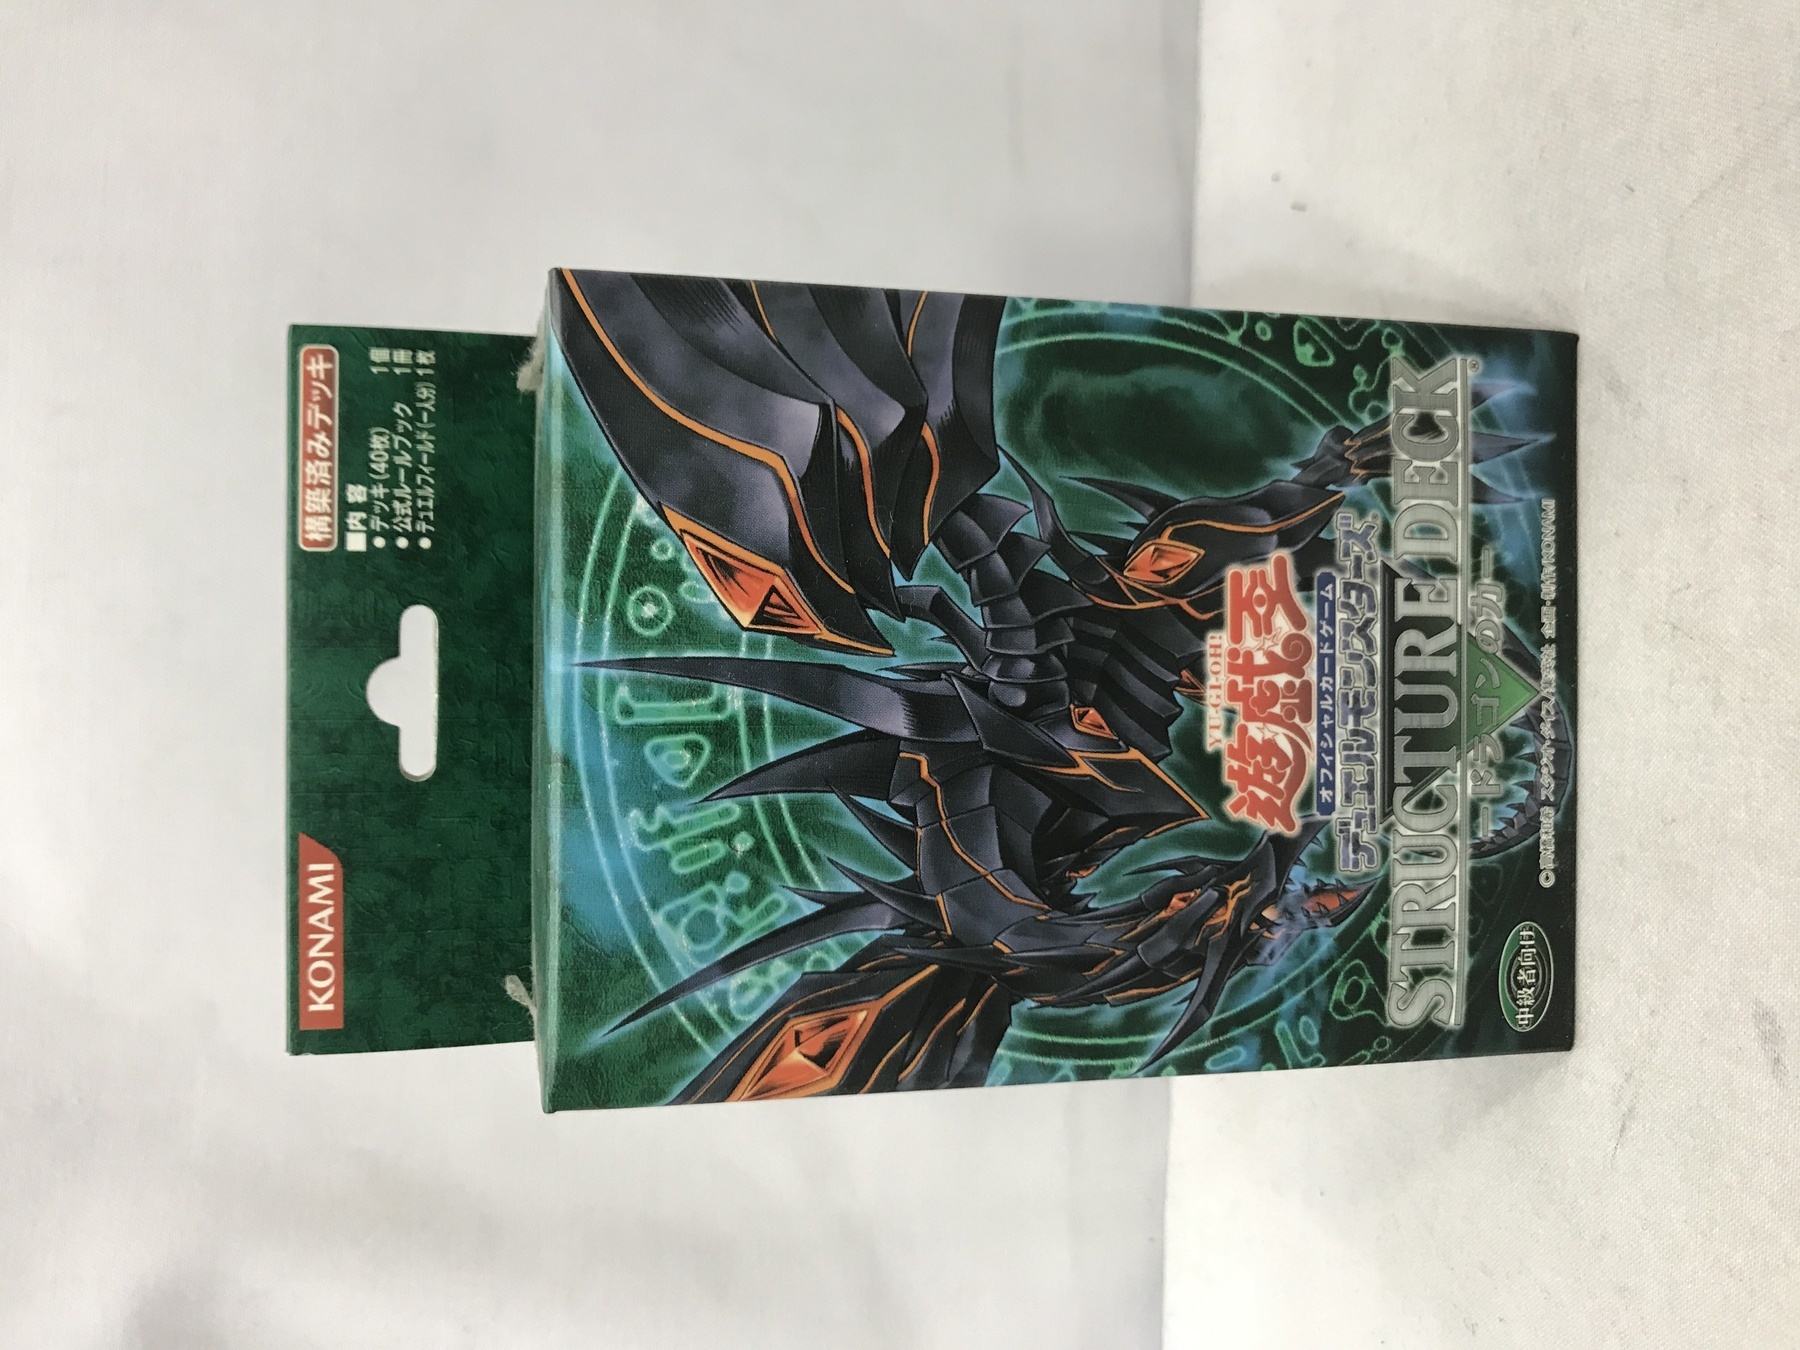 KONAMI
構築済みデッキ
■内 容
●デッキ(40枚) 1個
●公式ルールブック 1冊
●デュエルフィールド(一人分) 1枚
YU-GI-OH!
遊戯王
オフィシャルカードゲーム
デュエルモンスターズ
STRUCTURE DECK®
ードラゴンの力ー
中級者向け
©高橋和希 スタジオ・ダイス/集英社 企画・制作/KONAMI